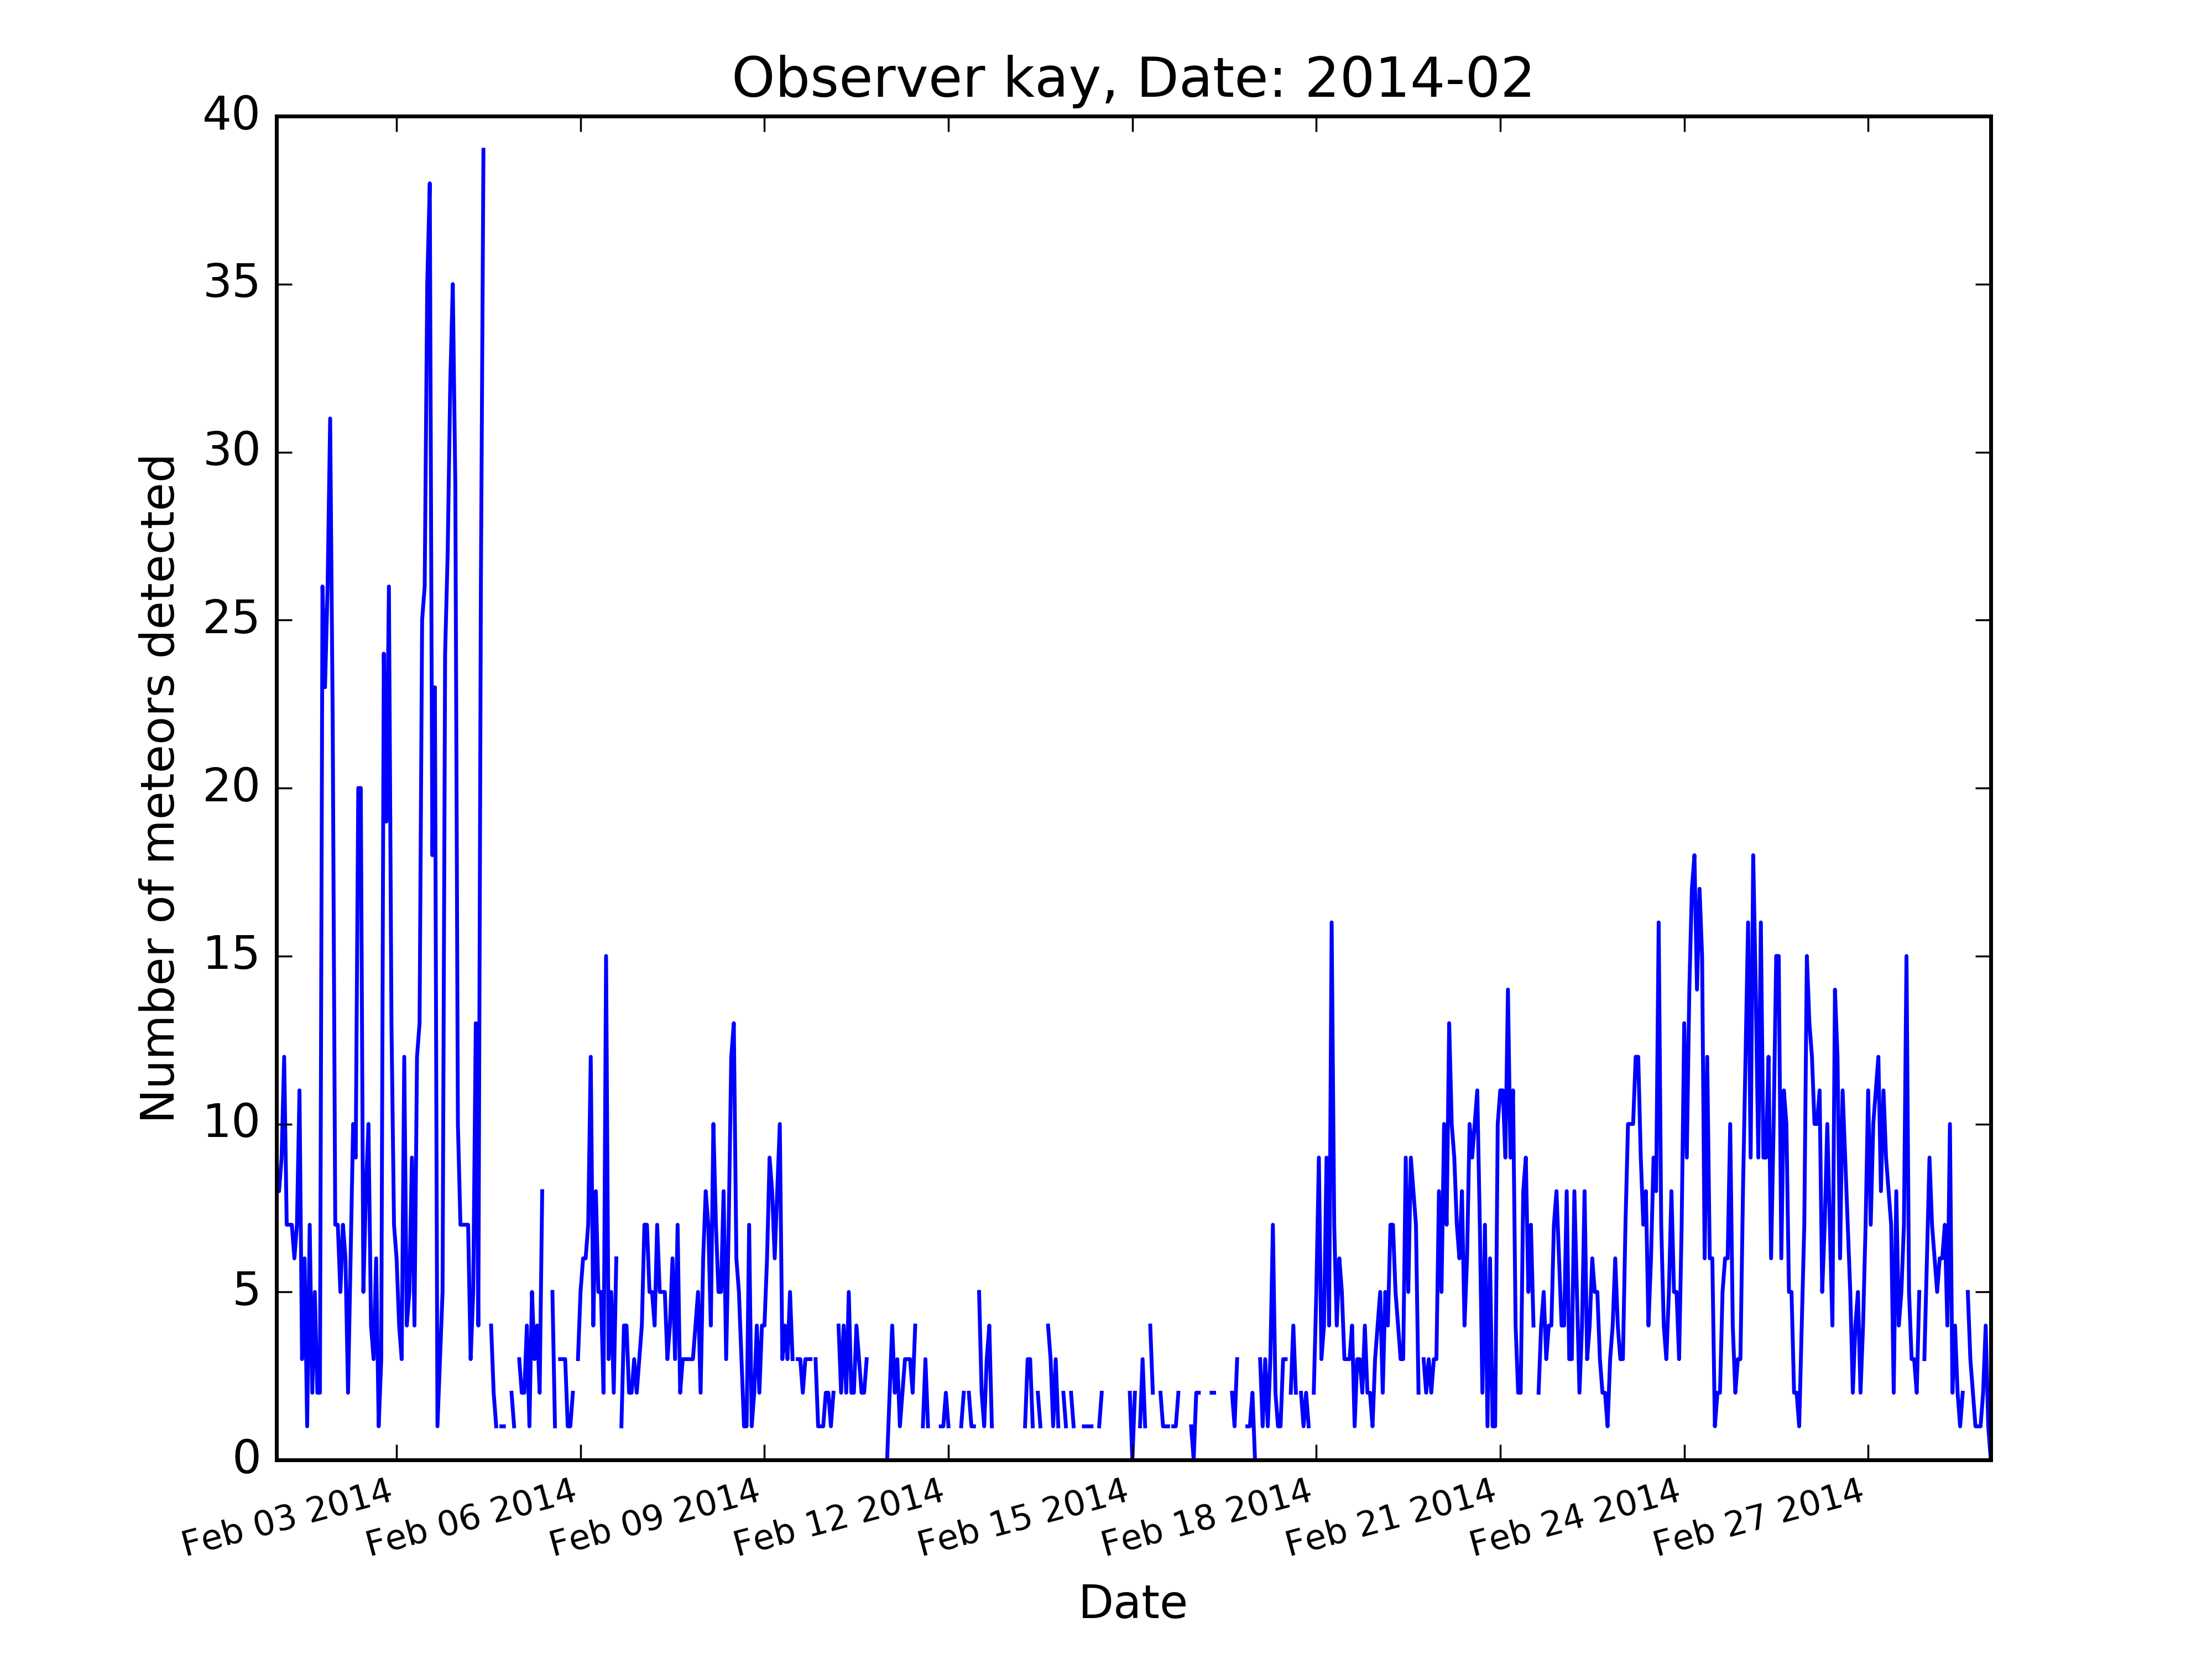 Observer kay, Date: 2014-02
Number of meteors detected
40
35
30
25
20
15
10
5
0
Feb 03 2014
Feb 06 2014
Feb 09 2014
Feb 12 2014
Feb 15 2014
Feb 18 2014
Feb 21 2014
Feb 24 2014
Feb 27 2014
Date